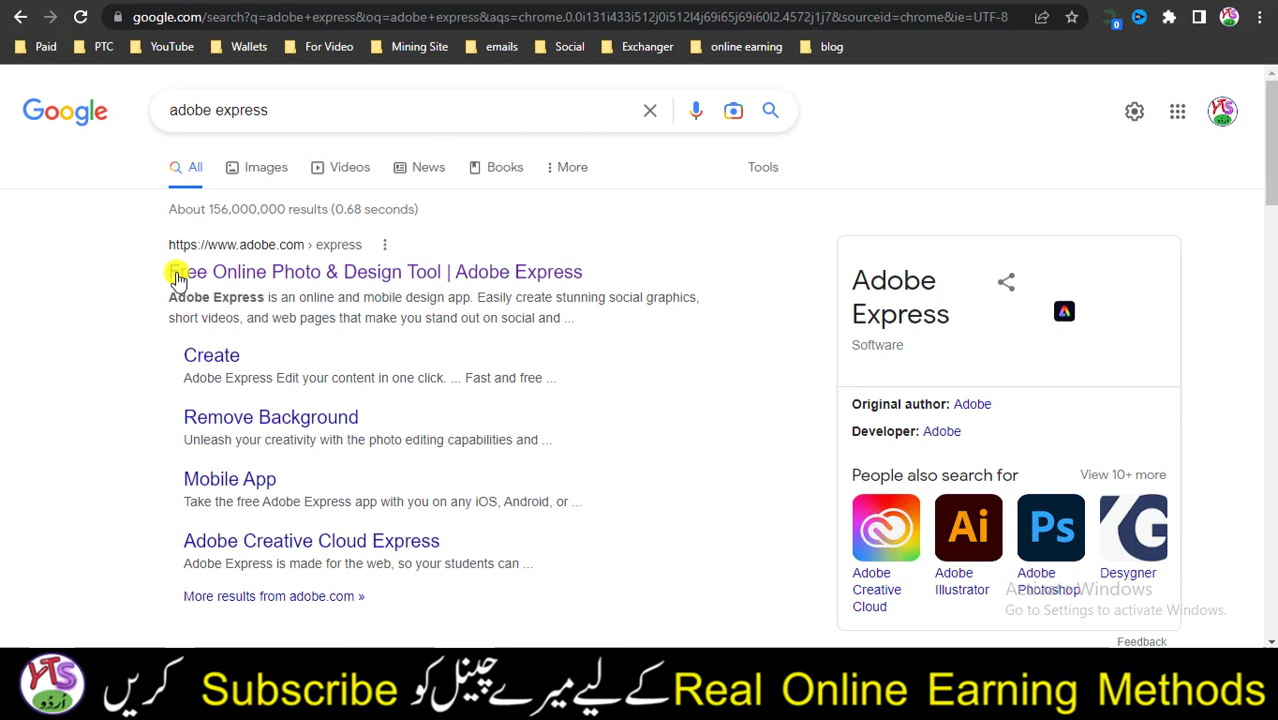 google.com/search?q=adobe+express&oq=adobe+express&aqs=chrome.0.0i131i433i512j0i512l4j69i65j69i60l2.4572j1j7&sourceid=chrome&ie=UTF-8
0
Paid PTC YouTube Wallets For Video Mining Site emails Social Exchanger online earning blog
Google
adobe express
YTS
All Images Videos News Books More Tools
About 156,000,000 results (0.68 seconds)
https://www.adobe.com › express
Free Online Photo & Design Tool | Adobe Express
Adobe Express is an online and mobile design app. Easily create stunning social graphics,
short videos, and web pages that make you stand out on social and ...
Create
Adobe Express Edit your content in one click. ... Fast and free ...
Remove Background
Unleash your creativity with the photo editing capabilities and ...
Mobile App
Take the free Adobe Express app with you on any iOS, Android, or ...
Adobe Creative Cloud Express
Adobe Express is made for the web, so your students can ...
More results from adobe.com »
Adobe
Express
Software
Original author: Adobe
Developer: Adobe
People also search for View 10+ more
Ai Ps
Adobe
Creative
Cloud
Adobe
Illustrator
Adobe
Photoshop
Desygner
Activate Windows
Go to Settings to activate Windows.
Feedback
YTS
اردو
Real Online Earning Methods کے لیے میرے چینل کو Subscribe کریں